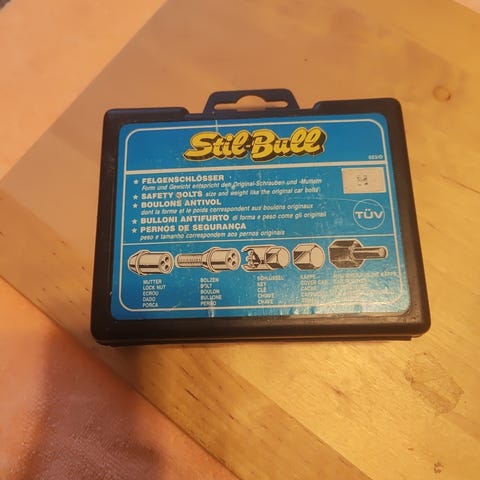 Stil-Bull
★ FELGENSCHLÖSSER
Form und Gewicht entspricht den Original-Schrauben und -Muttern
★ SAFETY BOLTS size and weight like the original car bolts
★ BOULONS ANTIVOL
dont la forme et le poids correspondent aux boulons originaux
★ BULLONI ANTIFURTO di forma e peso come gli originali
★ PERNOS DE SEGURANÇA
peso e tamanho correspondem aos pernos originais
TÜV
MUTTER
LOCK NUT
ECROU
DADO
PORCA
BOLZEN
BOLT
BOULON
BULLONE
PERNO
SCHLÜSSEL
KEY
CLÉ
CHIAVE
CHAVE
KAPPE
COVER CAP
CACHE